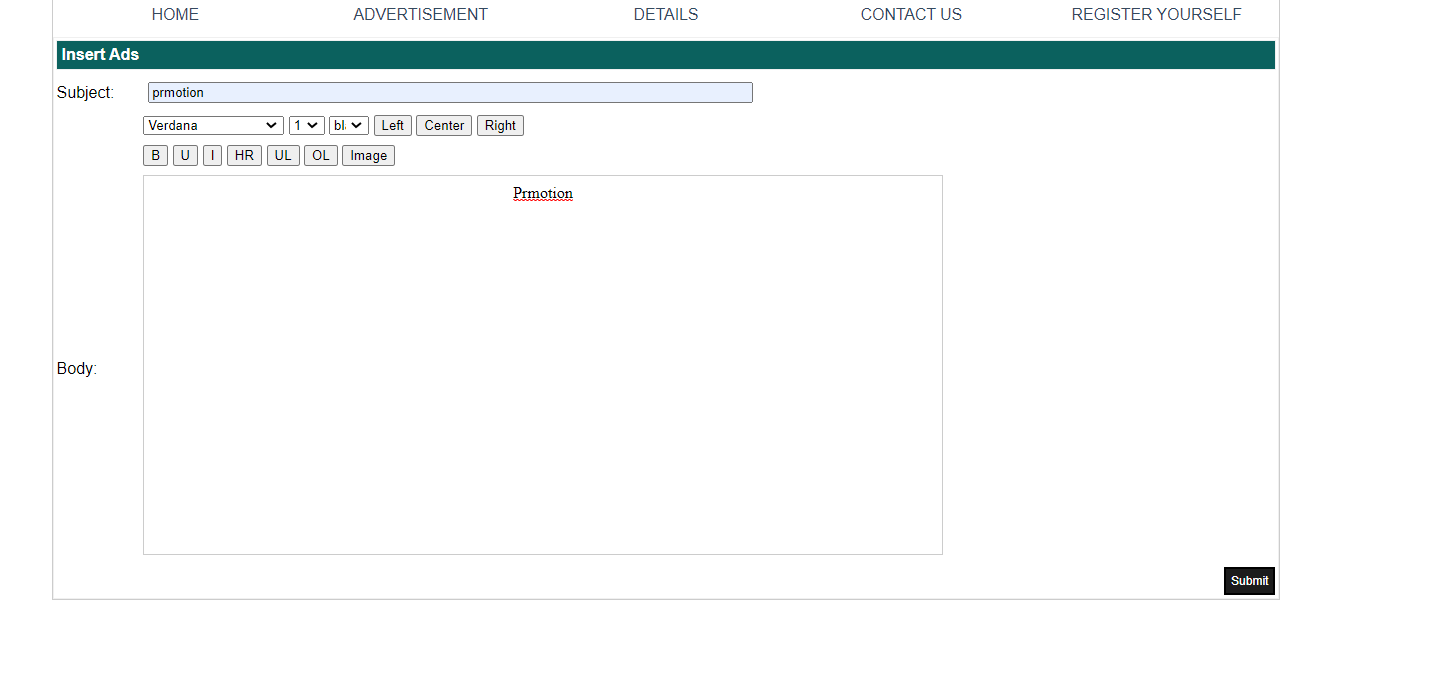 HOME ADVERTISEMENT DETAILS CONTACT US REGISTER YOURSELF
Insert Ads
Subject: prmotion
Verdana 1 bl Left Center Right
B U I HR UL OL Image
Prmotion
Body:
Submit